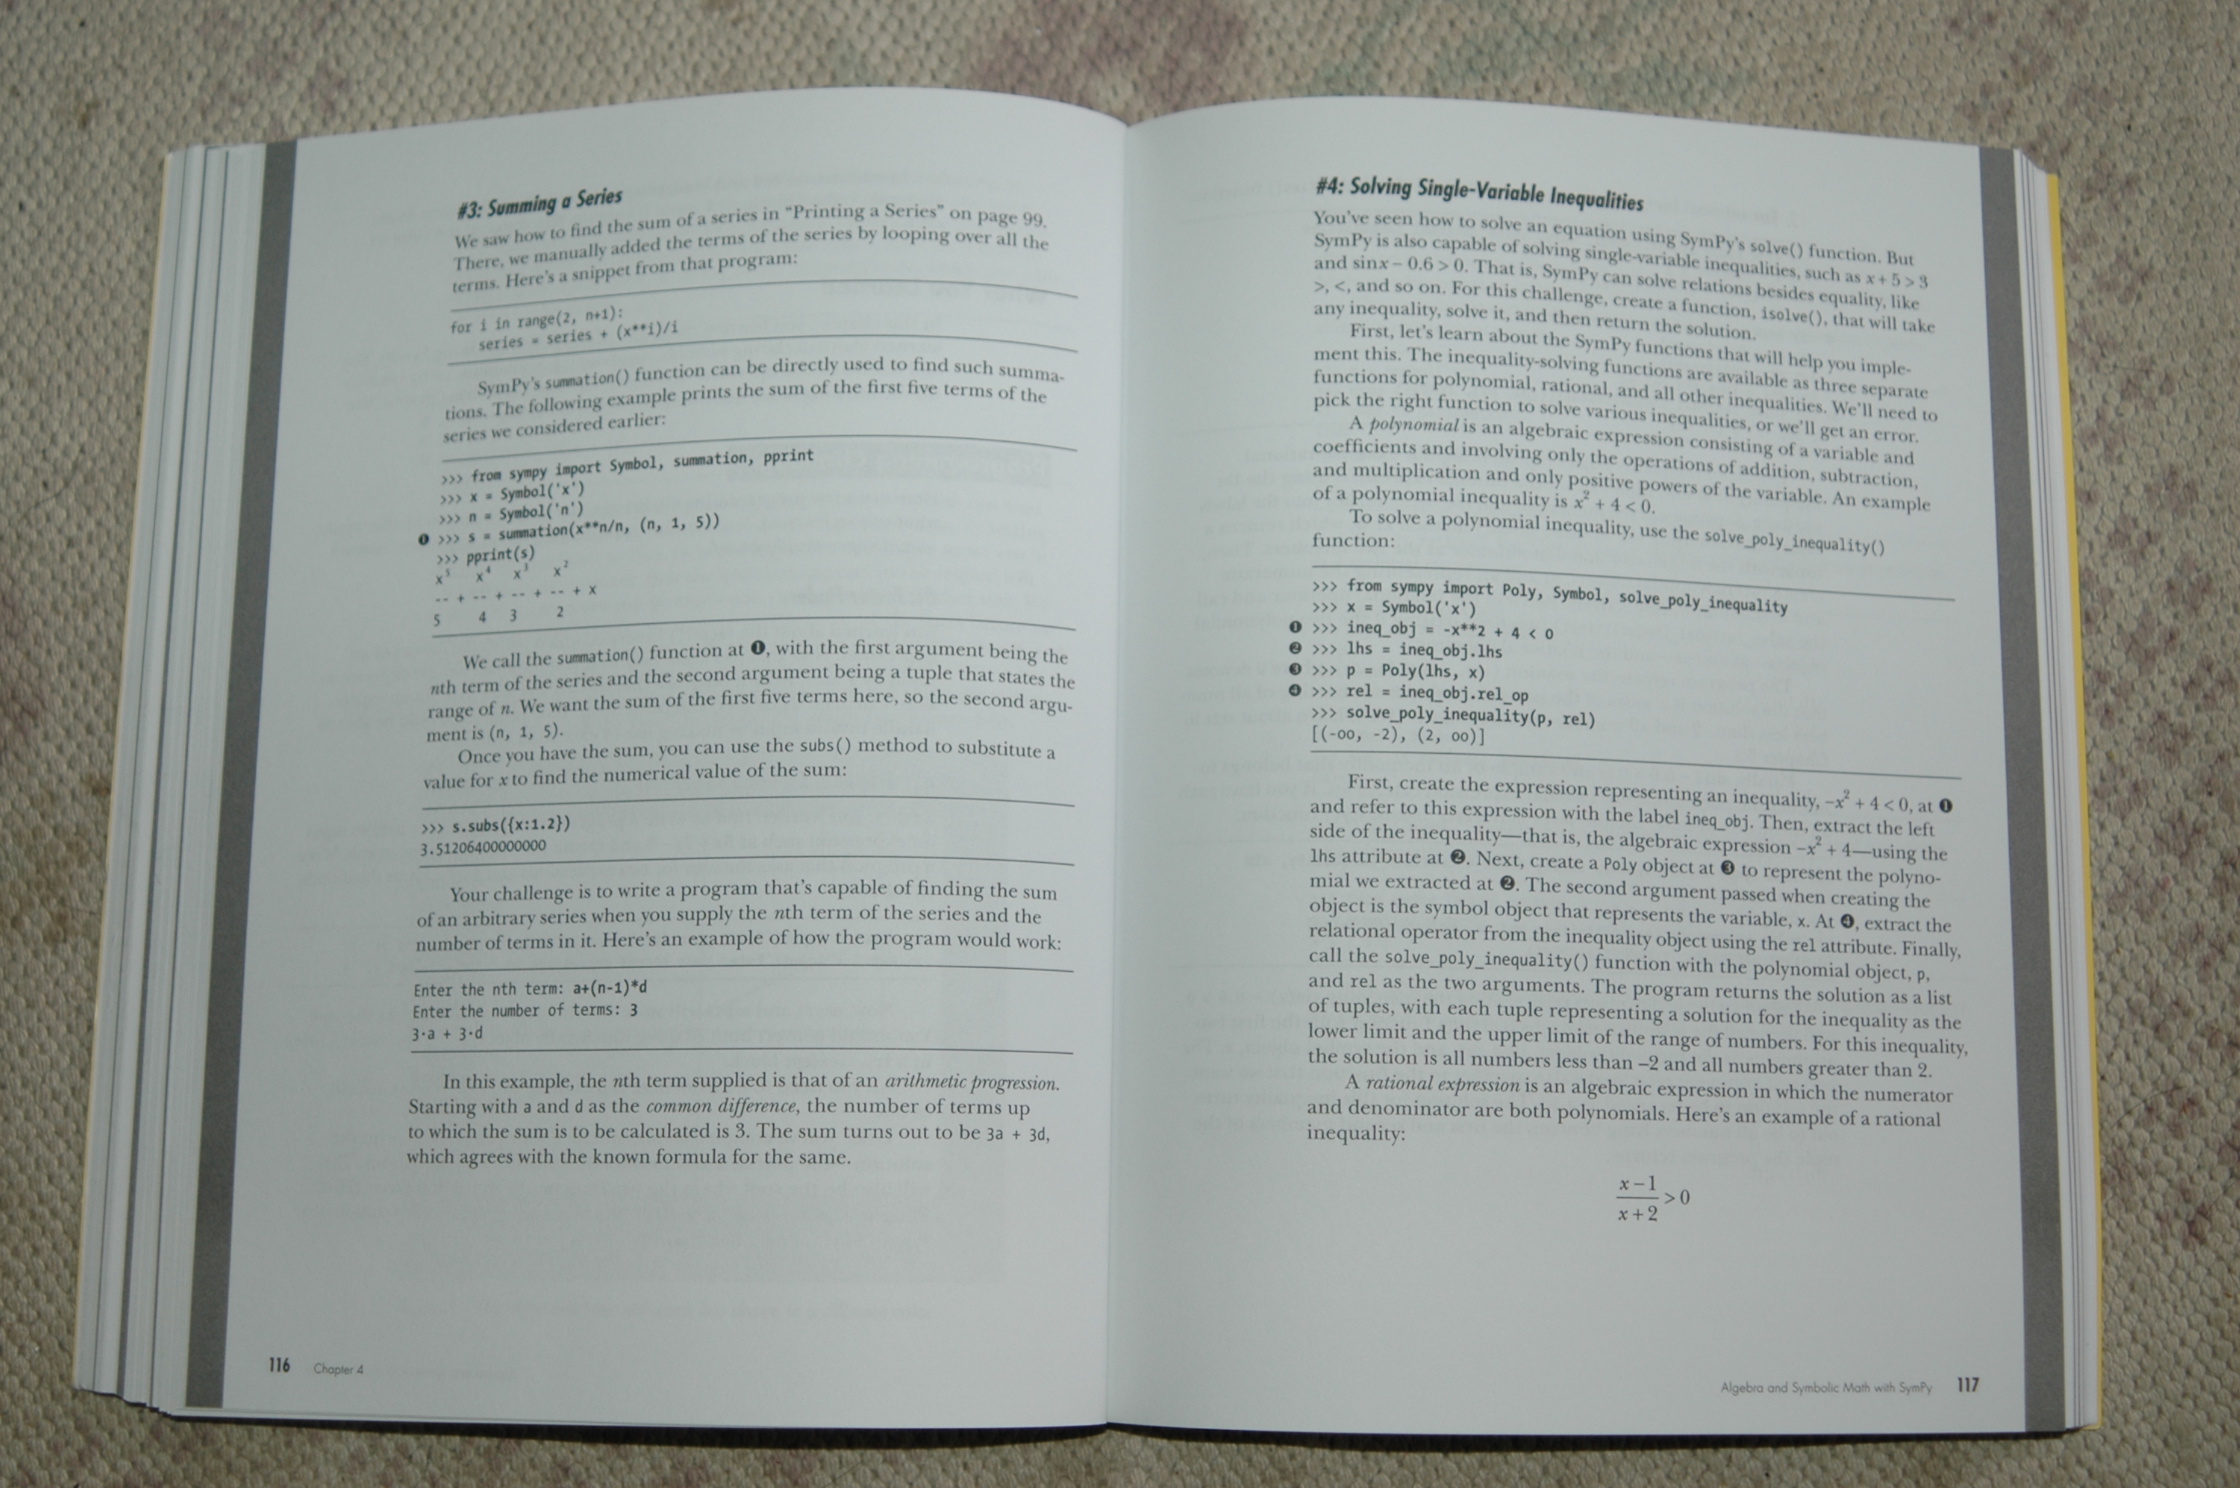 #3: Summing a Series
We saw how to find the sum of a series in "Printing a Series" on page 99.
There, we manually added the terms of the series by looping over all the
terms. Here's a snippet from that program:
for i in range(2, n+1):
    series = series + (x**i)/i
SymPy's summation() function can be directly used to find such summa-
tions. The following example prints the sum of the first five terms of the
series we considered earlier:
>>> from sympy import Symbol, summation, pprint
>>> x = Symbol('x')
>>> n = Symbol('n')
❶ >>> s = summation(x**n/n, (n, 1, 5))
>>> pprint(s)
x⁵   x⁴   x³   x²
-- + -- + -- + -- + x
5    4    3    2
We call the summation() function at ❶, with the first argument being the
nth term of the series and the second argument being a tuple that states the
range of n. We want the sum of the first five terms here, so the second argu-
ment is (n, 1, 5).
Once you have the sum, you can use the subs() method to substitute a
value for x to find the numerical value of the sum:
>>> s.subs({x:1.2})
3.51206400000000
Your challenge is to write a program that's capable of finding the sum
of an arbitrary series when you supply the nth term of the series and the
number of terms in it. Here's an example of how the program would work:
Enter the nth term: a+(n-1)*d
Enter the number of terms: 3
3·a + 3·d
In this example, the nth term supplied is that of an arithmetic progression.
Starting with a and d as the common difference, the number of terms up
to which the sum is to be calculated is 3. The sum turns out to be 3a + 3d,
which agrees with the known formula for the same.
116 Chapter 4
#4: Solving Single-Variable Inequalities
You've seen how to solve an equation using SymPy's solve() function. But
SymPy is also capable of solving single-variable inequalities, such as x + 5 > 3
and sinx − 0.6 > 0. That is, SymPy can solve relations besides equality, like
>, <, and so on. For this challenge, create a function, isolve(), that will take
any inequality, solve it, and then return the solution.
First, let's learn about the SymPy functions that will help you imple-
ment this. The inequality-solving functions are available as three separate
functions for polynomial, rational, and all other inequalities. We'll need to
pick the right function to solve various inequalities, or we'll get an error.
A polynomial is an algebraic expression consisting of a variable and
coefficients and involving only the operations of addition, subtraction,
and multiplication and only positive powers of the variable. An example
of a polynomial inequality is x² + 4 < 0.
To solve a polynomial inequality, use the solve_poly_inequality()
function:
>>> from sympy import Poly, Symbol, solve_poly_inequality
>>> x = Symbol('x')
❶ >>> ineq_obj = -x**2 + 4 < 0
❷ >>> lhs = ineq_obj.lhs
❸ >>> p = Poly(lhs, x)
❹ >>> rel = ineq_obj.rel_op
>>> solve_poly_inequality(p, rel)
[(-oo, -2), (2, oo)]
First, create the expression representing an inequality, −x² + 4 < 0, at ❶
and refer to this expression with the label ineq_obj. Then, extract the left
side of the inequality—that is, the algebraic expression −x² + 4—using the
lhs attribute at ❷. Next, create a Poly object at ❸ to represent the polyno-
mial we extracted at ❷. The second argument passed when creating the
object is the symbol object that represents the variable, x. At ❹, extract the
relational operator from the inequality object using the rel attribute. Finally,
call the solve_poly_inequality() function with the polynomial object, p,
and rel as the two arguments. The program returns the solution as a list
of tuples, with each tuple representing a solution for the inequality as the
lower limit and the upper limit of the range of numbers. For this inequality,
the solution is all numbers less than −2 and all numbers greater than 2.
A rational expression is an algebraic expression in which the numerator
and denominator are both polynomials. Here's an example of a rational
inequality:
x − 1
――― > 0
x + 2
Algebra and Symbolic Math with SymPy 117